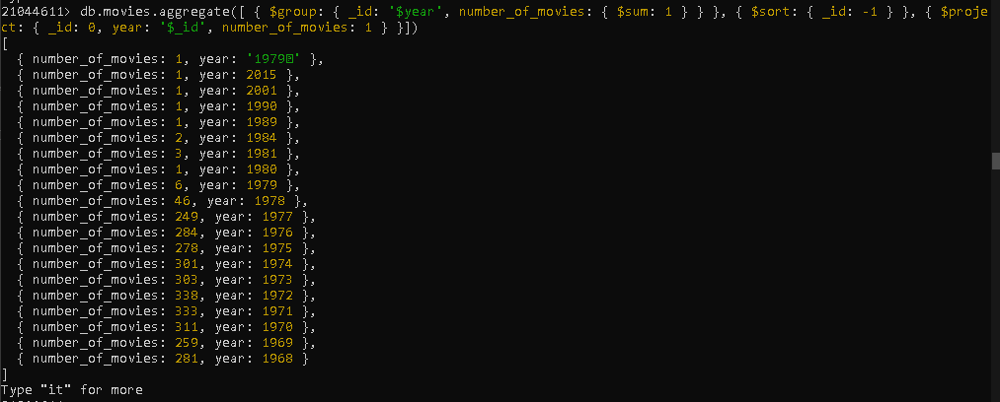 21044611> db.movies.aggregate([ { $group: { _id: '$year', number_of_movies: { $sum: 1 } } }, { $sort: { _id: -1 } }, { $proje
ct: { _id: 0, year: '$_id', number_of_movies: 1 } }])
[
  { number_of_movies: 1, year: '1979' },
  { number_of_movies: 1, year: 2015 },
  { number_of_movies: 1, year: 2001 },
  { number_of_movies: 1, year: 1990 },
  { number_of_movies: 1, year: 1989 },
  { number_of_movies: 2, year: 1984 },
  { number_of_movies: 3, year: 1981 },
  { number_of_movies: 1, year: 1980 },
  { number_of_movies: 6, year: 1979 },
  { number_of_movies: 46, year: 1978 },
  { number_of_movies: 249, year: 1977 },
  { number_of_movies: 284, year: 1976 },
  { number_of_movies: 278, year: 1975 },
  { number_of_movies: 301, year: 1974 },
  { number_of_movies: 303, year: 1973 },
  { number_of_movies: 338, year: 1972 },
  { number_of_movies: 333, year: 1971 },
  { number_of_movies: 311, year: 1970 },
  { number_of_movies: 259, year: 1969 },
  { number_of_movies: 281, year: 1968 }
]
Type "it" for more